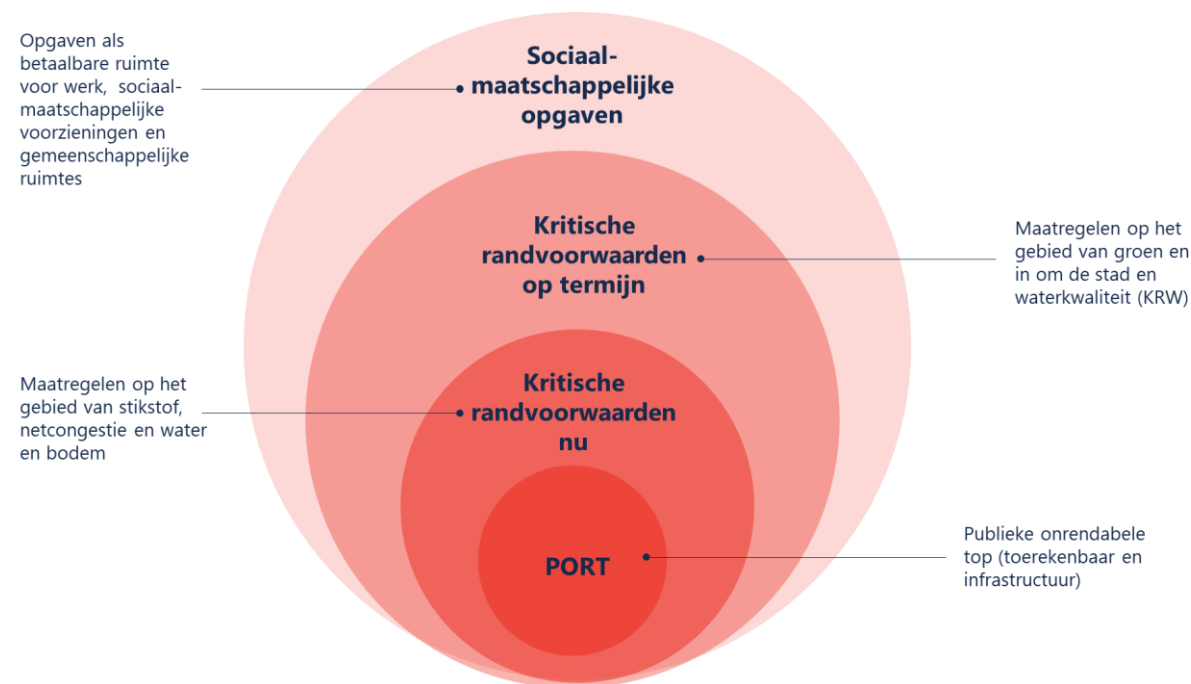 Opgaven als
betaalbare ruimte
voor werk, sociaal-
maatschappelijke
voorzieningen en
gemeenschappelijke
ruimtes
Sociaal-
maatschappelijke
opgaven
Kritische
randvoorwaarden
op termijn
Maatregelen op het
gebied van groen en
in om de stad en
waterkwaliteit (KRW)
Maatregelen op het
gebied van stikstof,
netcongestie en water
en bodem
Kritische
randvoorwaarden
nu
PORT
Publieke onrendabele
top (toerekenbaar en
infrastructuur)